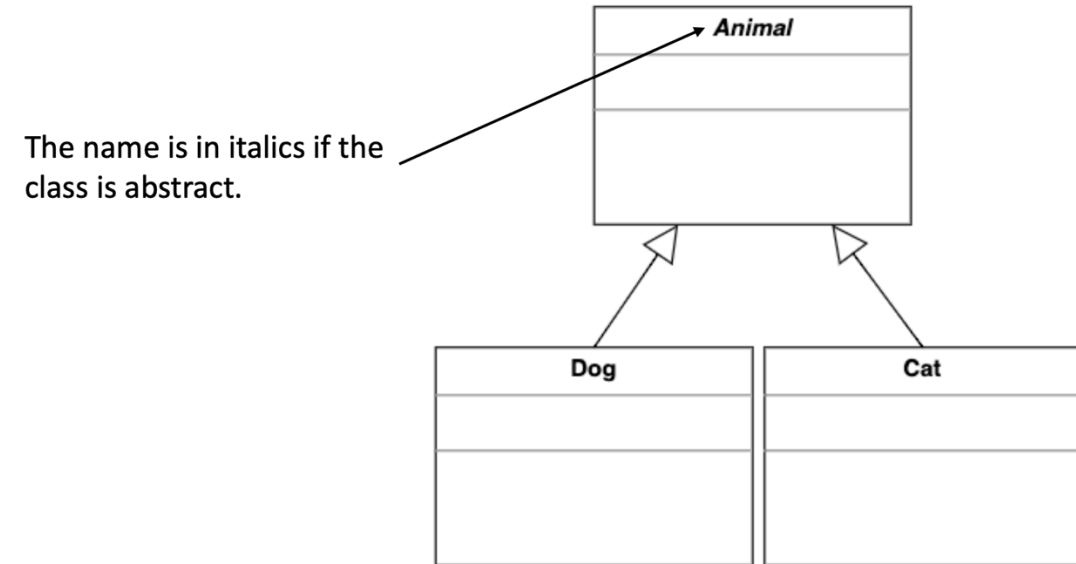 Animal
The name is in italics if the
class is abstract.
Dog
Cat